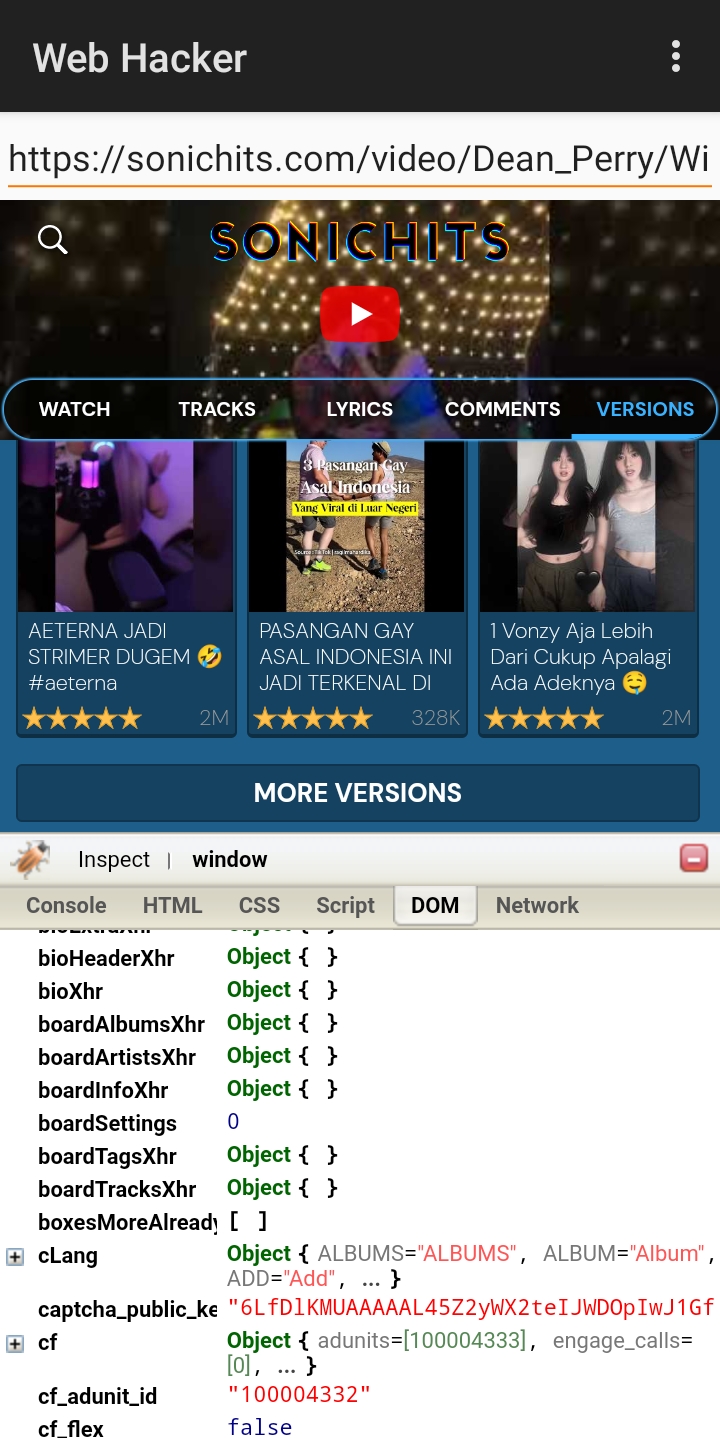 Web Hacker
https://sonichits.com/video/Dean_Perry/Wi
SONICHITS
WATCH TRACKS LYRICS COMMENTS VERSIONS
3 Pasangan Gay
Asal Indonesia
Yang Viral di Luar Negeri
AETERNA JADI
STRIMER DUGEM 🤣
#aeterna
★★★★★ 2M
PASANGAN GAY
ASAL INDONESIA INI
JADI TERKENAL DI
★★★★★ 328K
1 Vonzy Aja Lebih
Dari Cukup Apalagi
Ada Adeknya 🤤
★★★★★ 2M
MORE VERSIONS
Inspect | window
Console HTML CSS Script DOM Network
bioHeaderXhr Object { }
bioXhr Object { }
boardAlbumsXhr Object { }
boardArtistsXhr Object { }
boardInfoXhr Object { }
boardSettings 0
boardTagsXhr Object { }
boardTracksXhr Object { }
boxesMoreAlready [ ]
cLang Object { ALBUMS="ALBUMS", ALBUM="Album",
ADD="Add", ... }
captcha_public_ke "6LfDlKMUAAAAAL45Z2yWX2teIJWDOpIwJ1Gf
cf Object { adunits=[100004333], engage_calls=
[0], ... }
cf_adunit_id "100004332"
cf_flex false